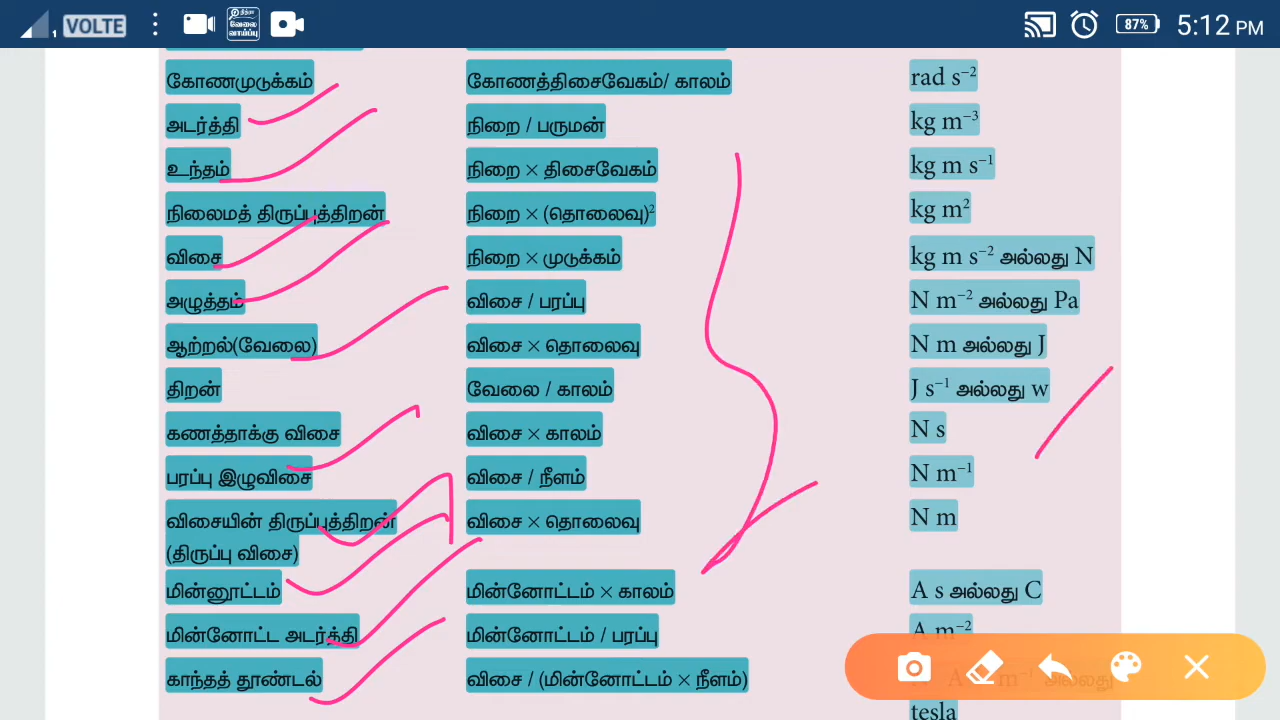 VOLTE 87% 5:12 PM
வேலை வாய்ப்பு
கோணமுடுக்கம் கோணத்திசைவேகம்/ காலம் rad s⁻²
அடர்த்தி நிறை / பருமன் kg m⁻³
உந்தம் நிறை × திசைவேகம் kg m s⁻¹
நிலைமத் திருப்புத்திறன் நிறை × (தொலைவு)² kg m²
விசை நிறை × முடுக்கம் kg m s⁻² அல்லது N
அழுத்தம் விசை / பரப்பு N m⁻² அல்லது Pa
ஆற்றல்(வேலை) விசை × தொலைவு N m அல்லது J
திறன் வேலை / காலம் J s⁻¹ அல்லது w
கணத்தாக்கு விசை விசை × காலம் N s
பரப்பு இழுவிசை விசை / நீளம் N m⁻¹
விசையின் திருப்புத்திறன் விசை × தொலைவு N m
(திருப்பு விசை)
மின்னூட்டம் மின்னோட்டம் × காலம் A s அல்லது C
மின்னோட்ட அடர்த்தி மின்னோட்டம் / பரப்பு A m⁻²
காந்தத் தூண்டல் விசை / (மின்னோட்டம் × நீளம்) அல்லது
tesla